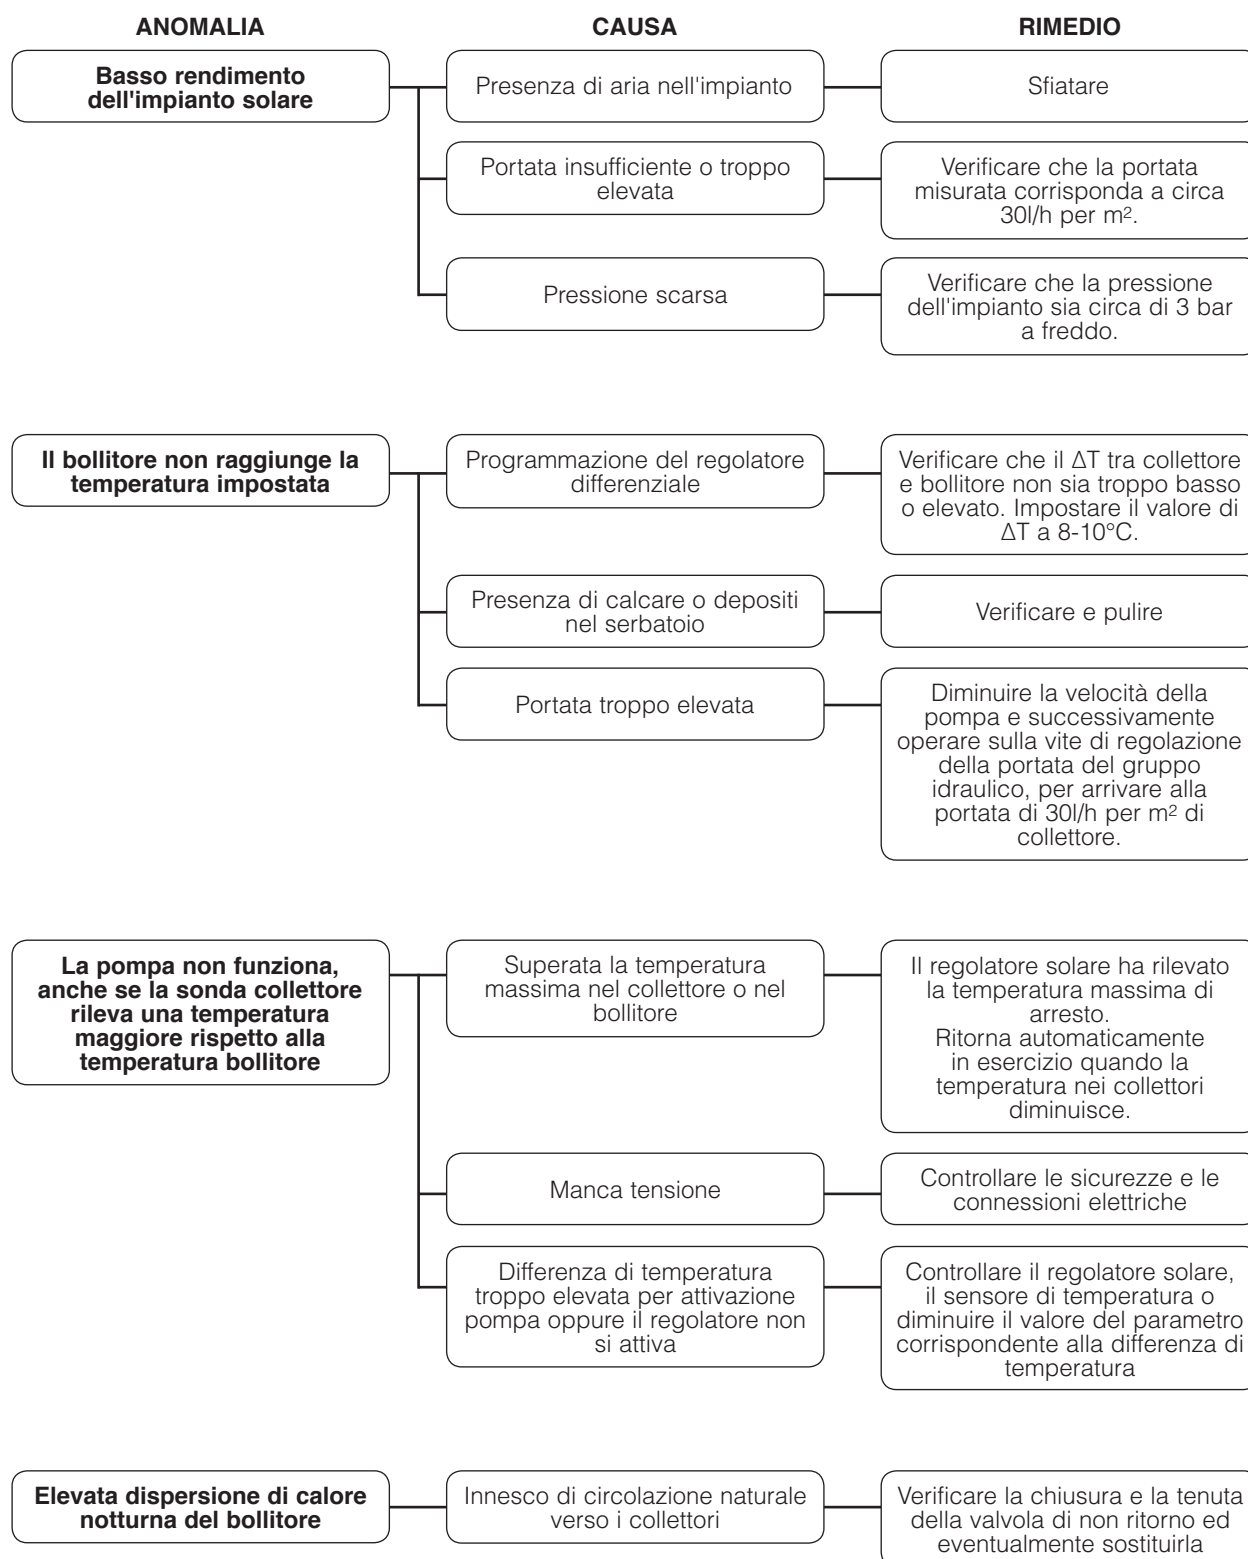 ANOMALIA CAUSA RIMEDIO
Basso rendimento
dell'impianto solare
Presenza di aria nell'impianto
Sfiatare
Portata insufficiente o troppo
elevata
Verificare che la portata
misurata corrisponda a circa
30l/h per m².
Pressione scarsa
Verificare che la pressione
dell'impianto sia circa di 3 bar
a freddo.
Il bollitore non raggiunge la
temperatura impostata
Programmazione del regolatore
differenziale
Verificare che il ΔT tra collettore
e bollitore non sia troppo basso
o elevato. Impostare il valore di
ΔT a 8-10°C.
Presenza di calcare o depositi
nel serbatoio
Verificare e pulire
Portata troppo elevata
Diminuire la velocità della
pompa e successivamente
operare sulla vite di regolazione
della portata del gruppo
idraulico, per arrivare alla
portata di 30l/h per m² di
collettore.
La pompa non funziona,
anche se la sonda collettore
rileva una temperatura
maggiore rispetto alla
temperatura bollitore
Superata la temperatura
massima nel collettore o nel
bollitore
Il regolatore solare ha rilevato
la temperatura massima di
arresto.
Ritorna automaticamente
in esercizio quando la
temperatura nei collettori
diminuisce.
Manca tensione
Controllare le sicurezze e le
connessioni elettriche
Differenza di temperatura
troppo elevata per attivazione
pompa oppure il regolatore non
si attiva
Controllare il regolatore solare,
il sensore di temperatura o
diminuire il valore del parametro
corrispondente alla differenza di
temperatura
Elevata dispersione di calore
notturna del bollitore
Innesco di circolazione naturale
verso i collettori
Verificare la chiusura e la tenuta
della valvola di non ritorno ed
eventualmente sostituirla